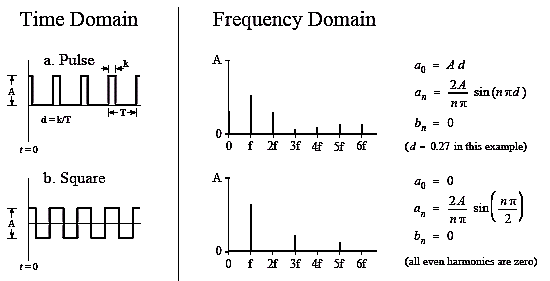 Time Domain
Frequency Domain
a. Pulse
k
A
T
d = k/T
t = 0
A
0 f 2f 3f 4f 5f 6f
a₀ = A d
aₙ = 2A/nπ sin(nπd)
bₙ = 0
(d = 0.27 in this example)
b. Square
A
t = 0
A
0 f 2f 3f 4f 5f 6f
a₀ = 0
aₙ = 2A/nπ sin(nπ/2)
bₙ = 0
(all even harmonics are zero)